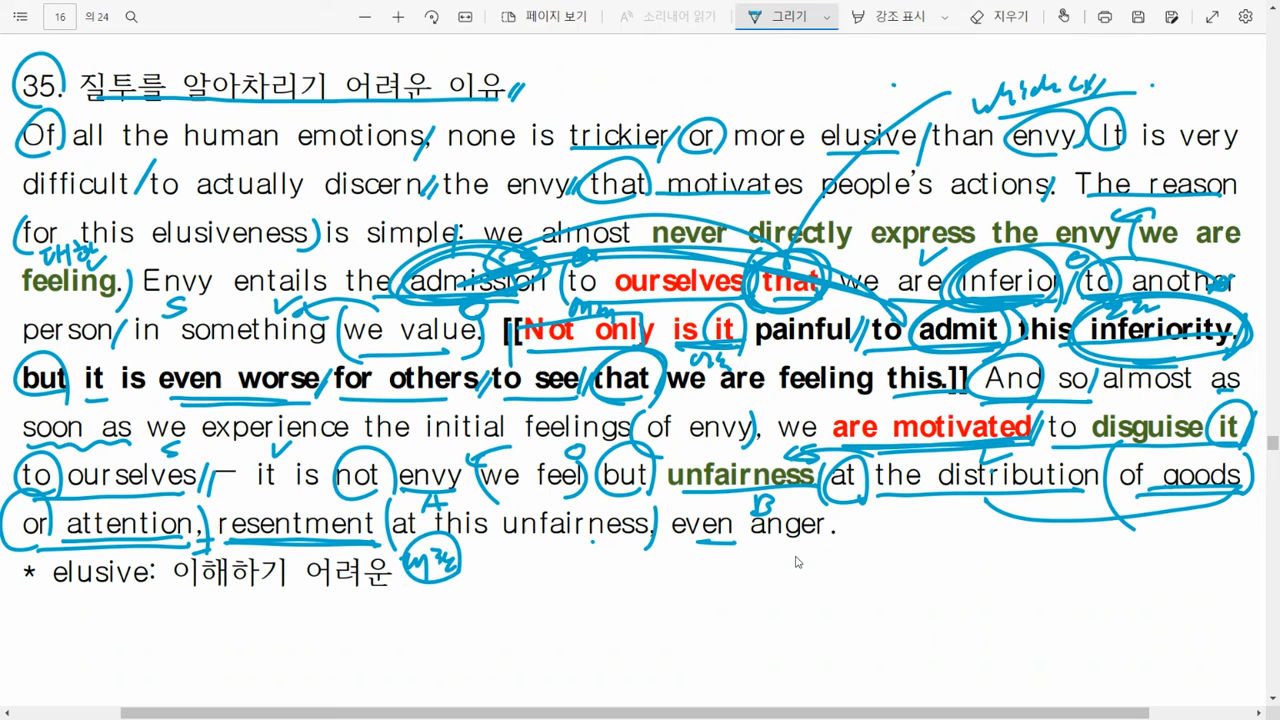 16 의 24 페이지 보기 소리내어 읽기 그리기 강조 표시 지우기
35. 질투를 알아차리기 어려운 이유
Of all the human emotions, none is trickier or more elusive than envy. It is very
difficult to actually discern the envy that motivates people's actions. The reason
for this elusiveness is simple: we almost never directly express the envy we are
feeling. Envy entails the admission to ourselves that we are inferior to another
person in something we value. [[Not only is it painful to admit this inferiority,
but it is even worse for others to see that we are feeling this.]] And so almost as
soon as we experience the initial feelings of envy, we are motivated to disguise it
to ourselves — it is not envy we feel but unfairness at the distribution of goods
or attention, resentment at this unfairness, even anger.
* elusive: 이해하기 어려운